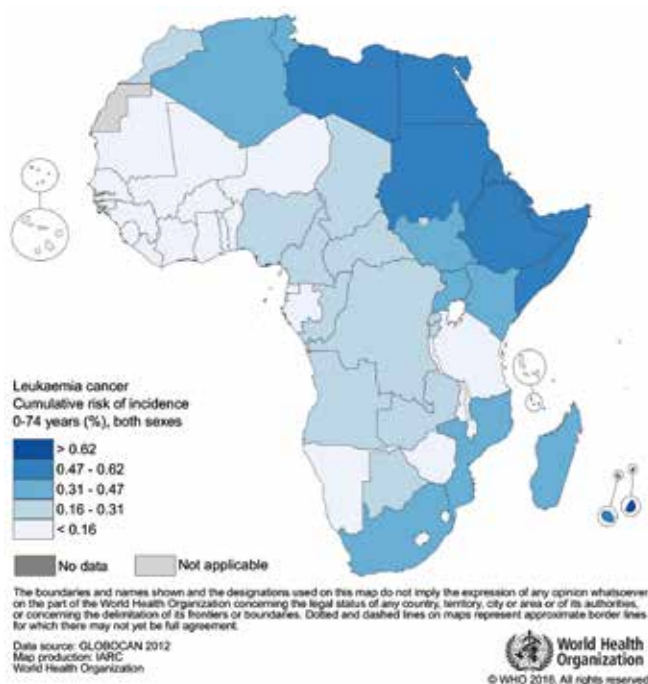 Leukaemia cancer
Cumulative risk of incidence
0-74 years (%), both sexes
> 0.62
0.47 - 0.62
0.31 - 0.47
0.16 - 0.31
< 0.16
No data
Not applicable
The boundaries and names shown and the designations used on this map do not imply the expression of any opinion whatsoever
on the part of the World Health Organization concerning the legal status of any country, territory, city or area or of its authorities,
or concerning the delimitation of its frontiers or boundaries. Dotted and dashed lines on maps represent approximate border lines
for which there may not yet be full agreement.
Data source: GLOBOCAN 2012
Map production: IARC
World Health Organization
World Health
Organization
© WHO 2016. All rights reserved